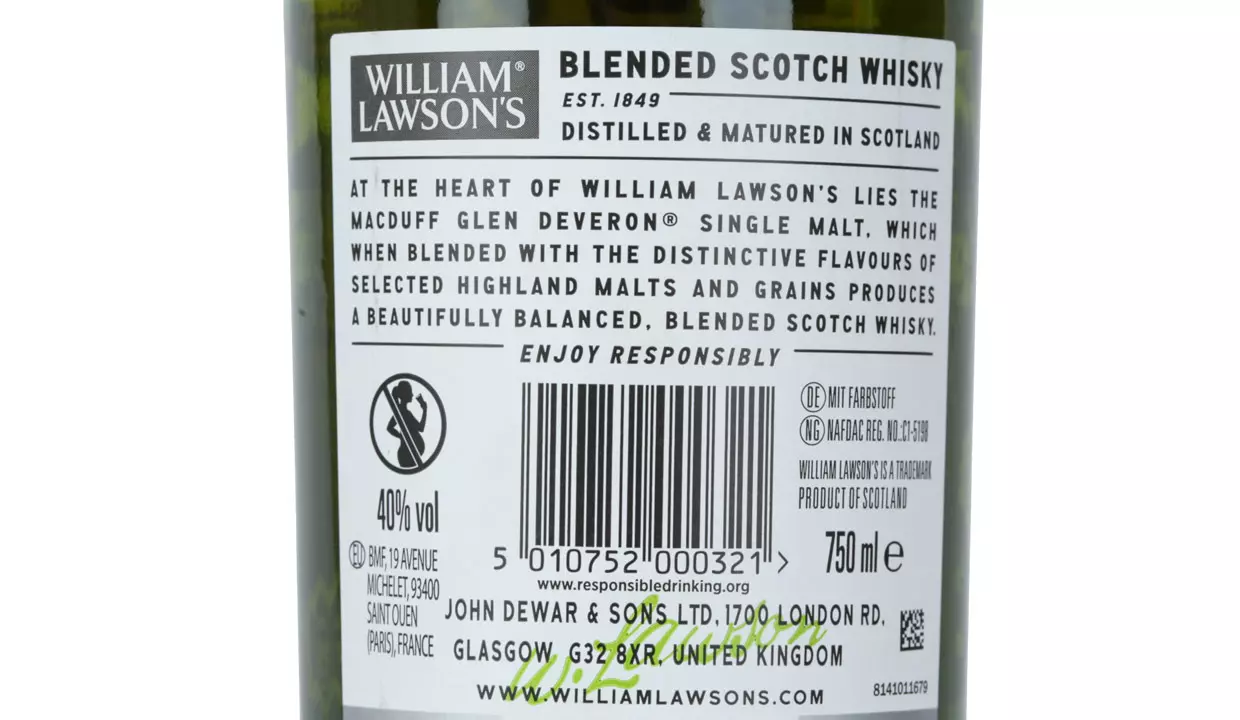 WILLIAM®
LAWSON'S
BLENDED SCOTCH WHISKY
EST. 1849
DISTILLED & MATURED IN SCOTLAND
AT THE HEART OF WILLIAM LAWSON'S LIES THE
MACDUFF GLEN DEVERON® SINGLE MALT, WHICH
WHEN BLENDED WITH THE DISTINCTIVE FLAVOURS OF
SELECTED HIGHLAND MALTS AND GRAINS PRODUCES
A BEAUTIFULLY BALANCED, BLENDED SCOTCH WHISKY.
ENJOY RESPONSIBLY
40% vol
EU BMF, 19 AVENUE
MICHELET, 93400
SAINT OUEN
(PARIS), FRANCE
5 010752 000321 >
www.responsibledrinking.org
DE MIT FARBSTOFF
NG NAFDAC REG. NO.:C1-5198
WILLIAM LAWSON'S IS A TRADEMARK
PRODUCT OF SCOTLAND
750 ml e
JOHN DEWAR & SONS LTD, 1700 LONDON RD,
GLASGOW, G32 8XR, UNITED KINGDOM
W. Lawson
WWW.WILLIAMLAWSONS.COM
8141011679